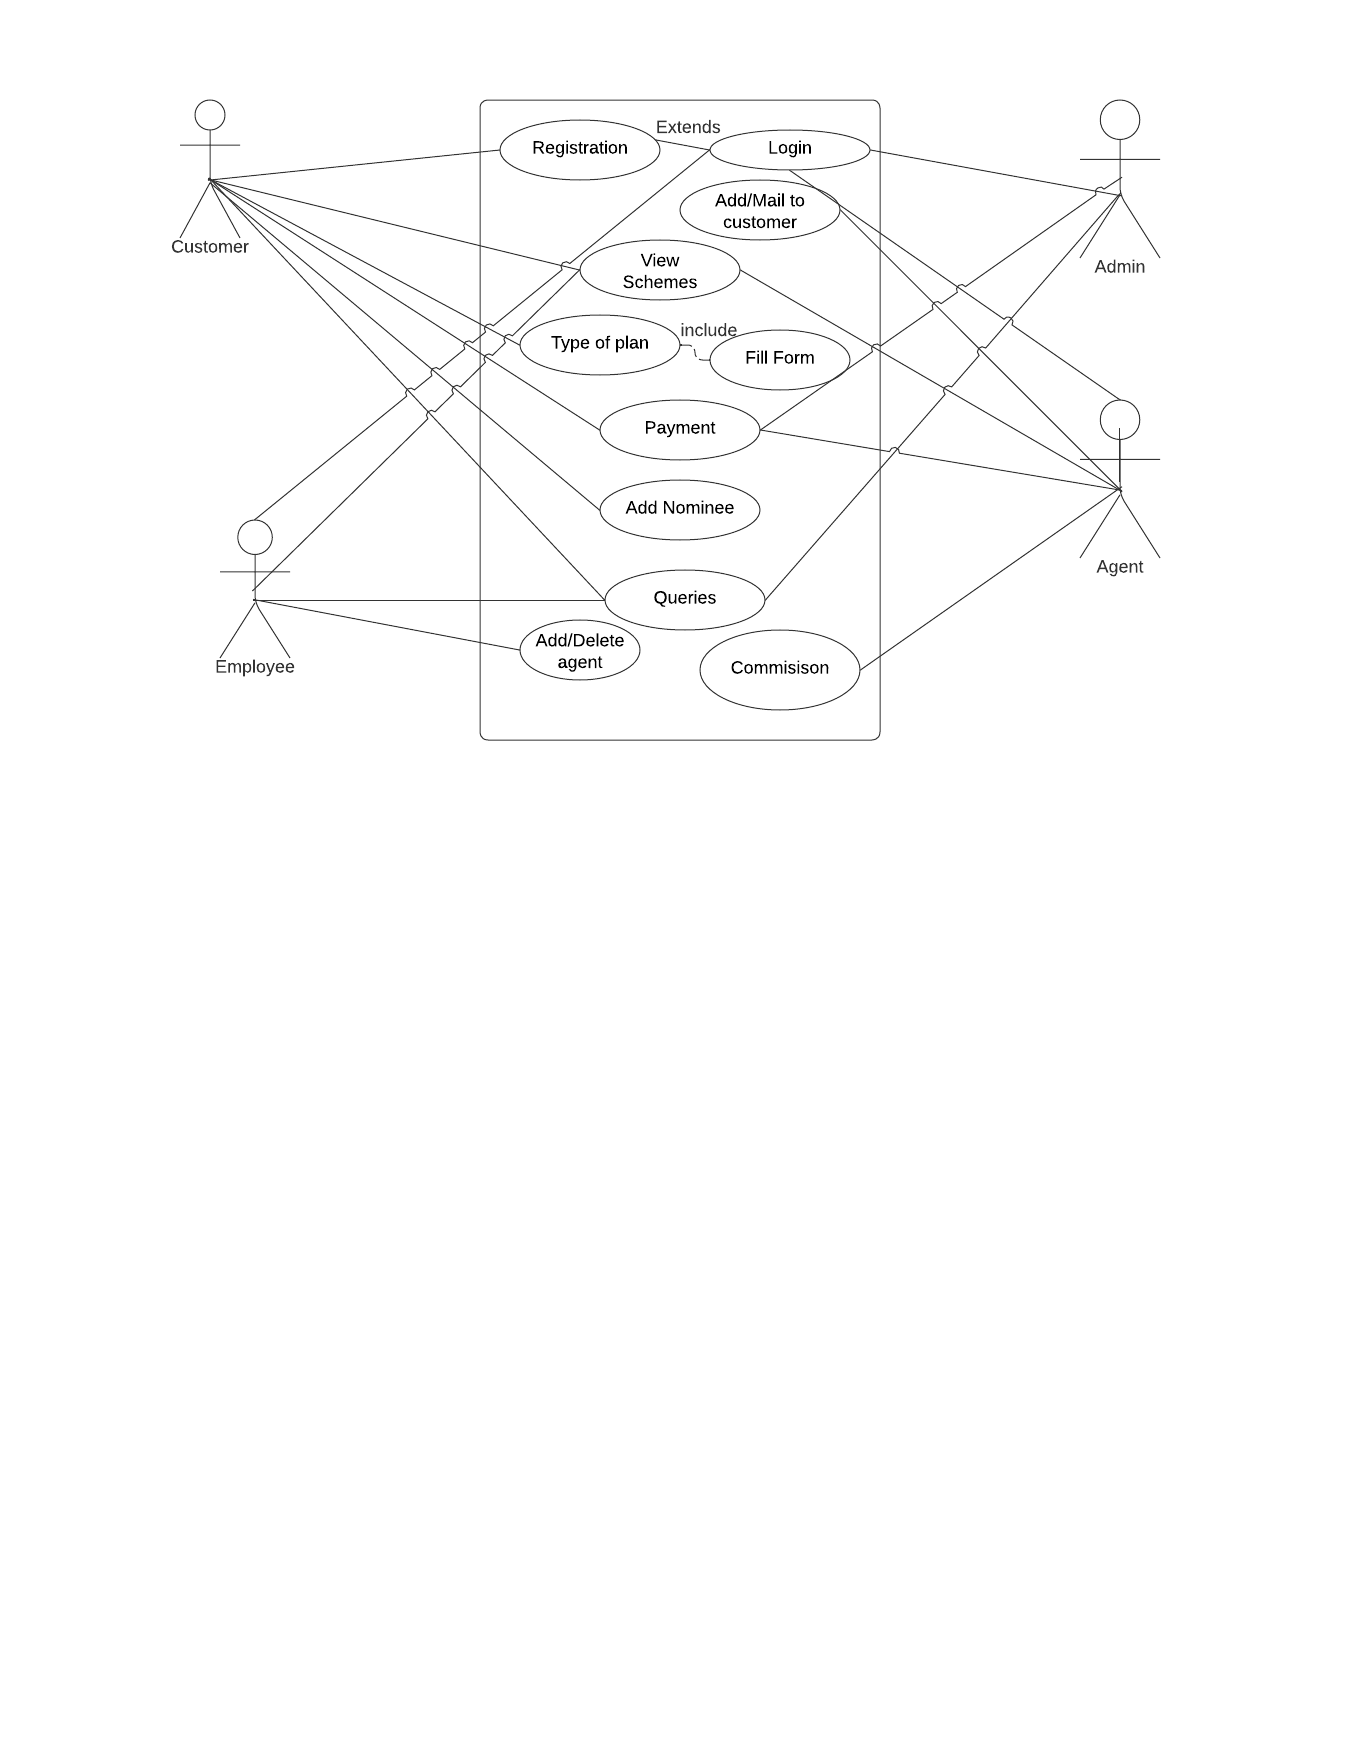 Extends
Registration
Login
Add/Mail to
customer
Customer
View
Schemes
Admin
include
Type of plan
Fill Form
Payment
Add Nominee
Agent
Queries
Add/Delete
agent
Employee
Commisison